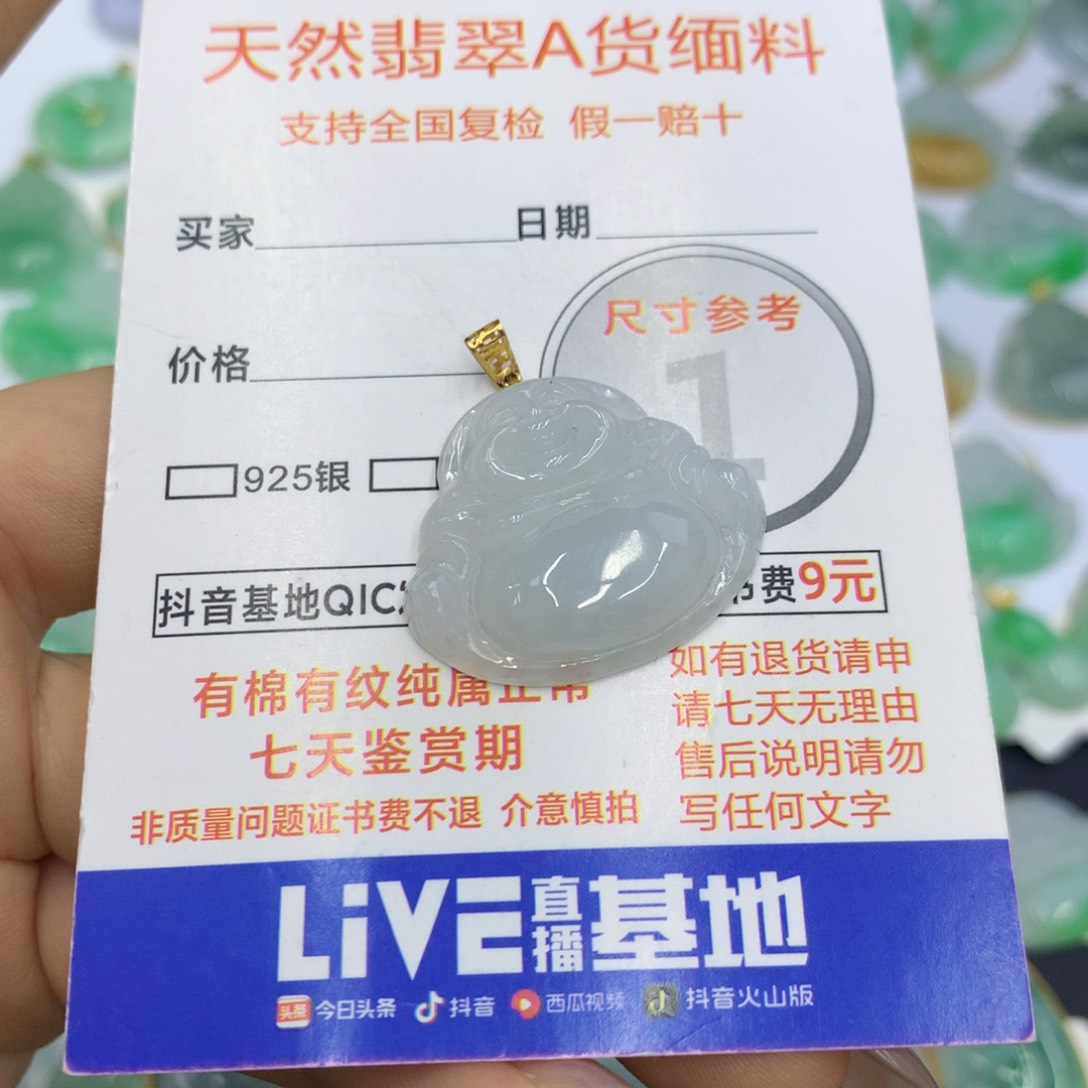 天然翡翠A货缅料
支持全国复检 假一赔十
买家 日期
尺寸参考
1
价格
925银
抖音基地QIC 书费9元
有棉有纹纯属正常
七天鉴赏期
非质量问题证书费不退 介意慎拍
如有退货请申
请七天无理由
售后说明请勿
写任何文字
LiVE直播基地
头条 今日头条 抖音 西瓜视频 抖音火山版